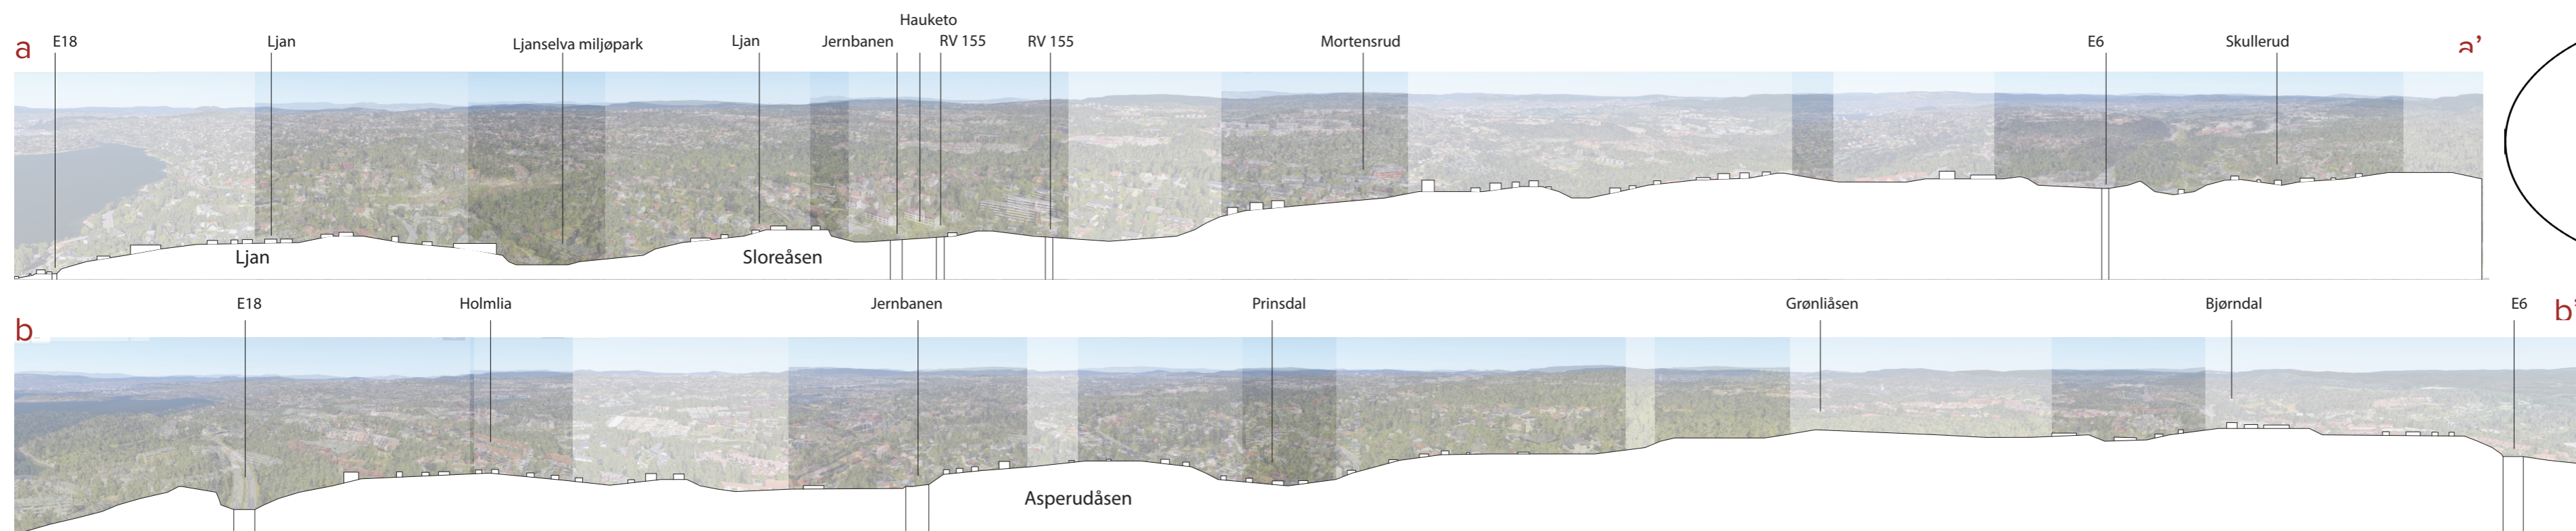 Hauketo
a E18 Ljan Ljanselva miljøpark Ljan Jernbanen RV 155 RV 155 Mortensrud E6 Skullerud a'
Ljan Sloreåsen
E18 Holmlia Jernbanen Prinsdal Grønliåsen Bjørndal E6 b'
b
Asperudåsen